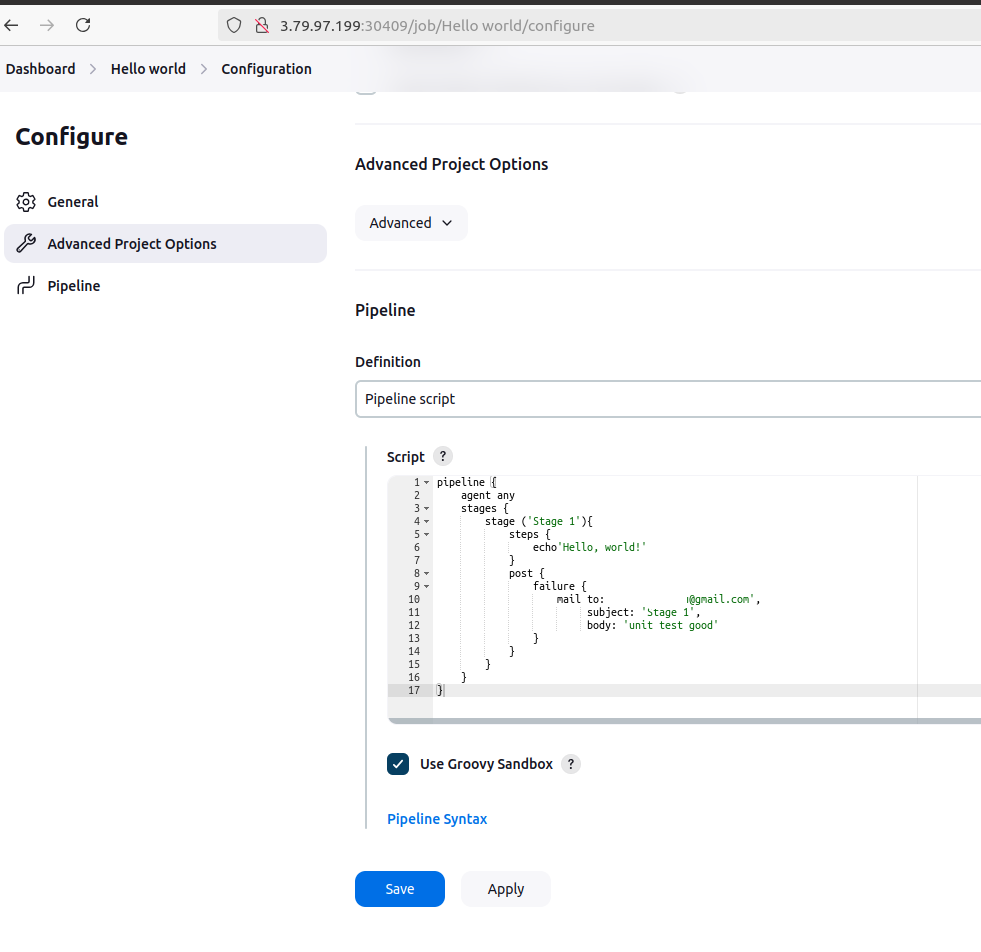 3.79.97.199:30409/job/Hello world/configure
Dashboard > Hello world > Configuration
Configure
General
Advanced Project Options
Pipeline
Advanced Project Options
Advanced
Pipeline
Definition
Pipeline script
Script ?
1 pipeline {
2 agent any
3 stages {
4 stage ('Stage 1'){
5 steps {
6 echo'Hello, world!'
7 }
8 post {
9 failure {
10 mail to: @gmail.com',
11 subject: 'Stage 1',
12 body: 'unit test good'
13 }
14 }
15 }
16 }
17 }
Use Groovy Sandbox ?
Pipeline Syntax
Save Apply